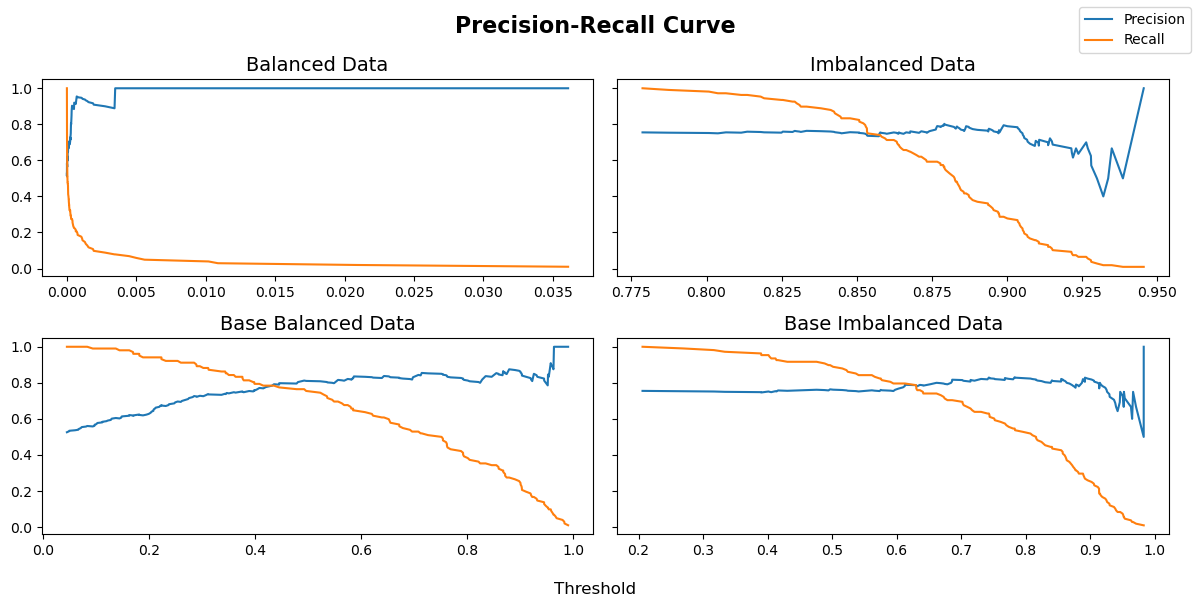 Precision-Recall Curve
Precision
Recall
Balanced Data
Imbalanced Data
1.0
0.8
0.6
0.4
0.2
0.0
0.000 0.005 0.010 0.015 0.020 0.025 0.030 0.035
0.775 0.800 0.825 0.850 0.875 0.900 0.925 0.950
Base Balanced Data
Base Imbalanced Data
1.0
0.8
0.6
0.4
0.2
0.0
0.0 0.2 0.4 0.6 0.8 1.0
0.2 0.3 0.4 0.5 0.6 0.7 0.8 0.9 1.0
Threshold